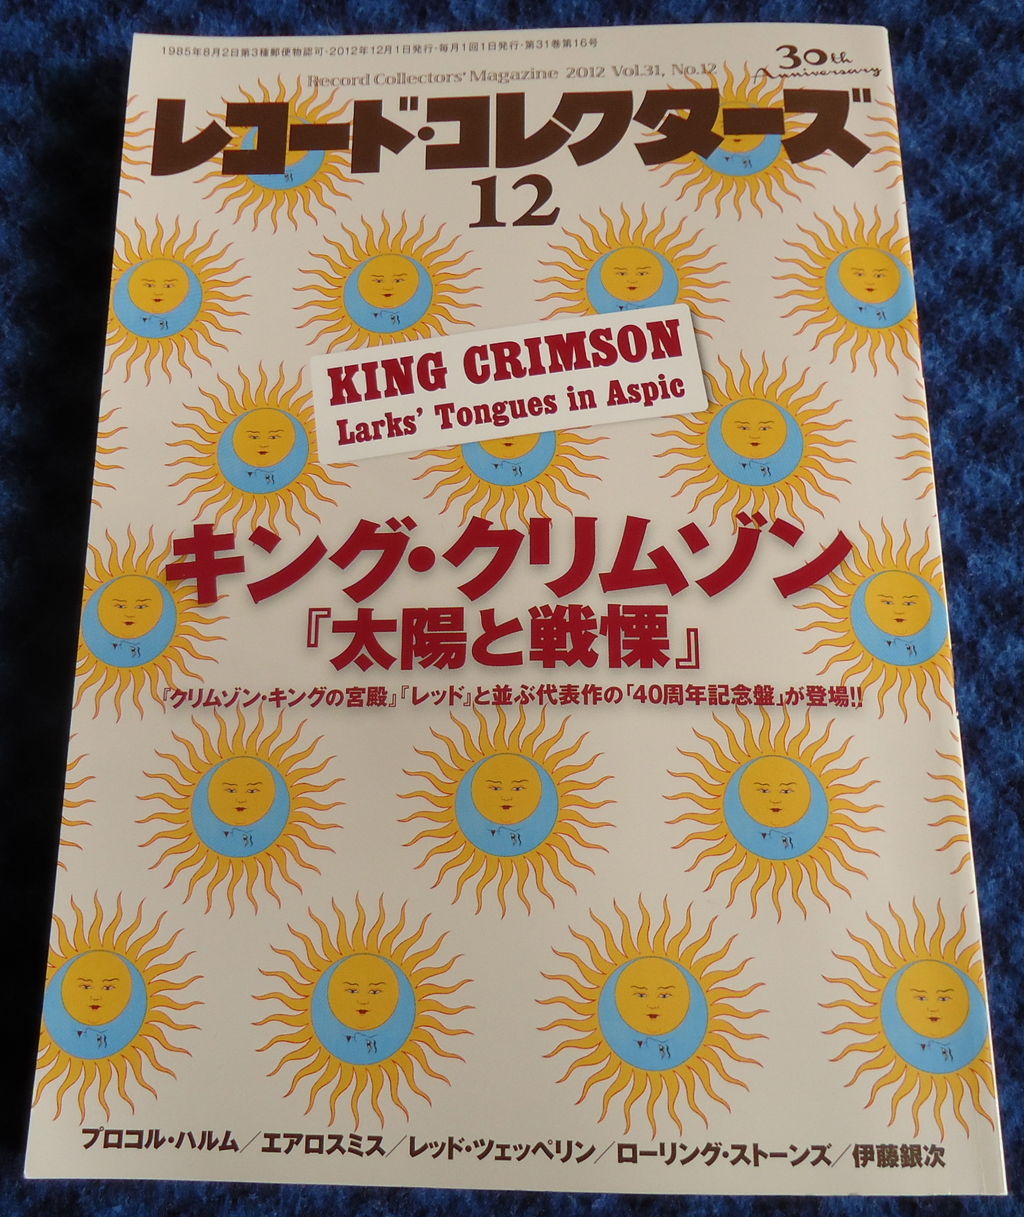 1985年8月2日第3種郵便物認可・2012年12月1日発行・毎月1回1日発行・第31巻第16号
30th Anniversary
Record Collectors' Magazine 2012 Vol.31, No.12
レコード・コレクターズ
12
KING CRIMSON
Larks' Tongues in Aspic
キング・クリムゾン
『太陽と戦慄』
『クリムゾン・キングの宮殿』『レッド』と並ぶ代表作の「40周年記念盤」が登場!!
プロコル・ハルム／エアロスミス／レッド・ツェッペリン／ローリング・ストーンズ／伊藤銀次